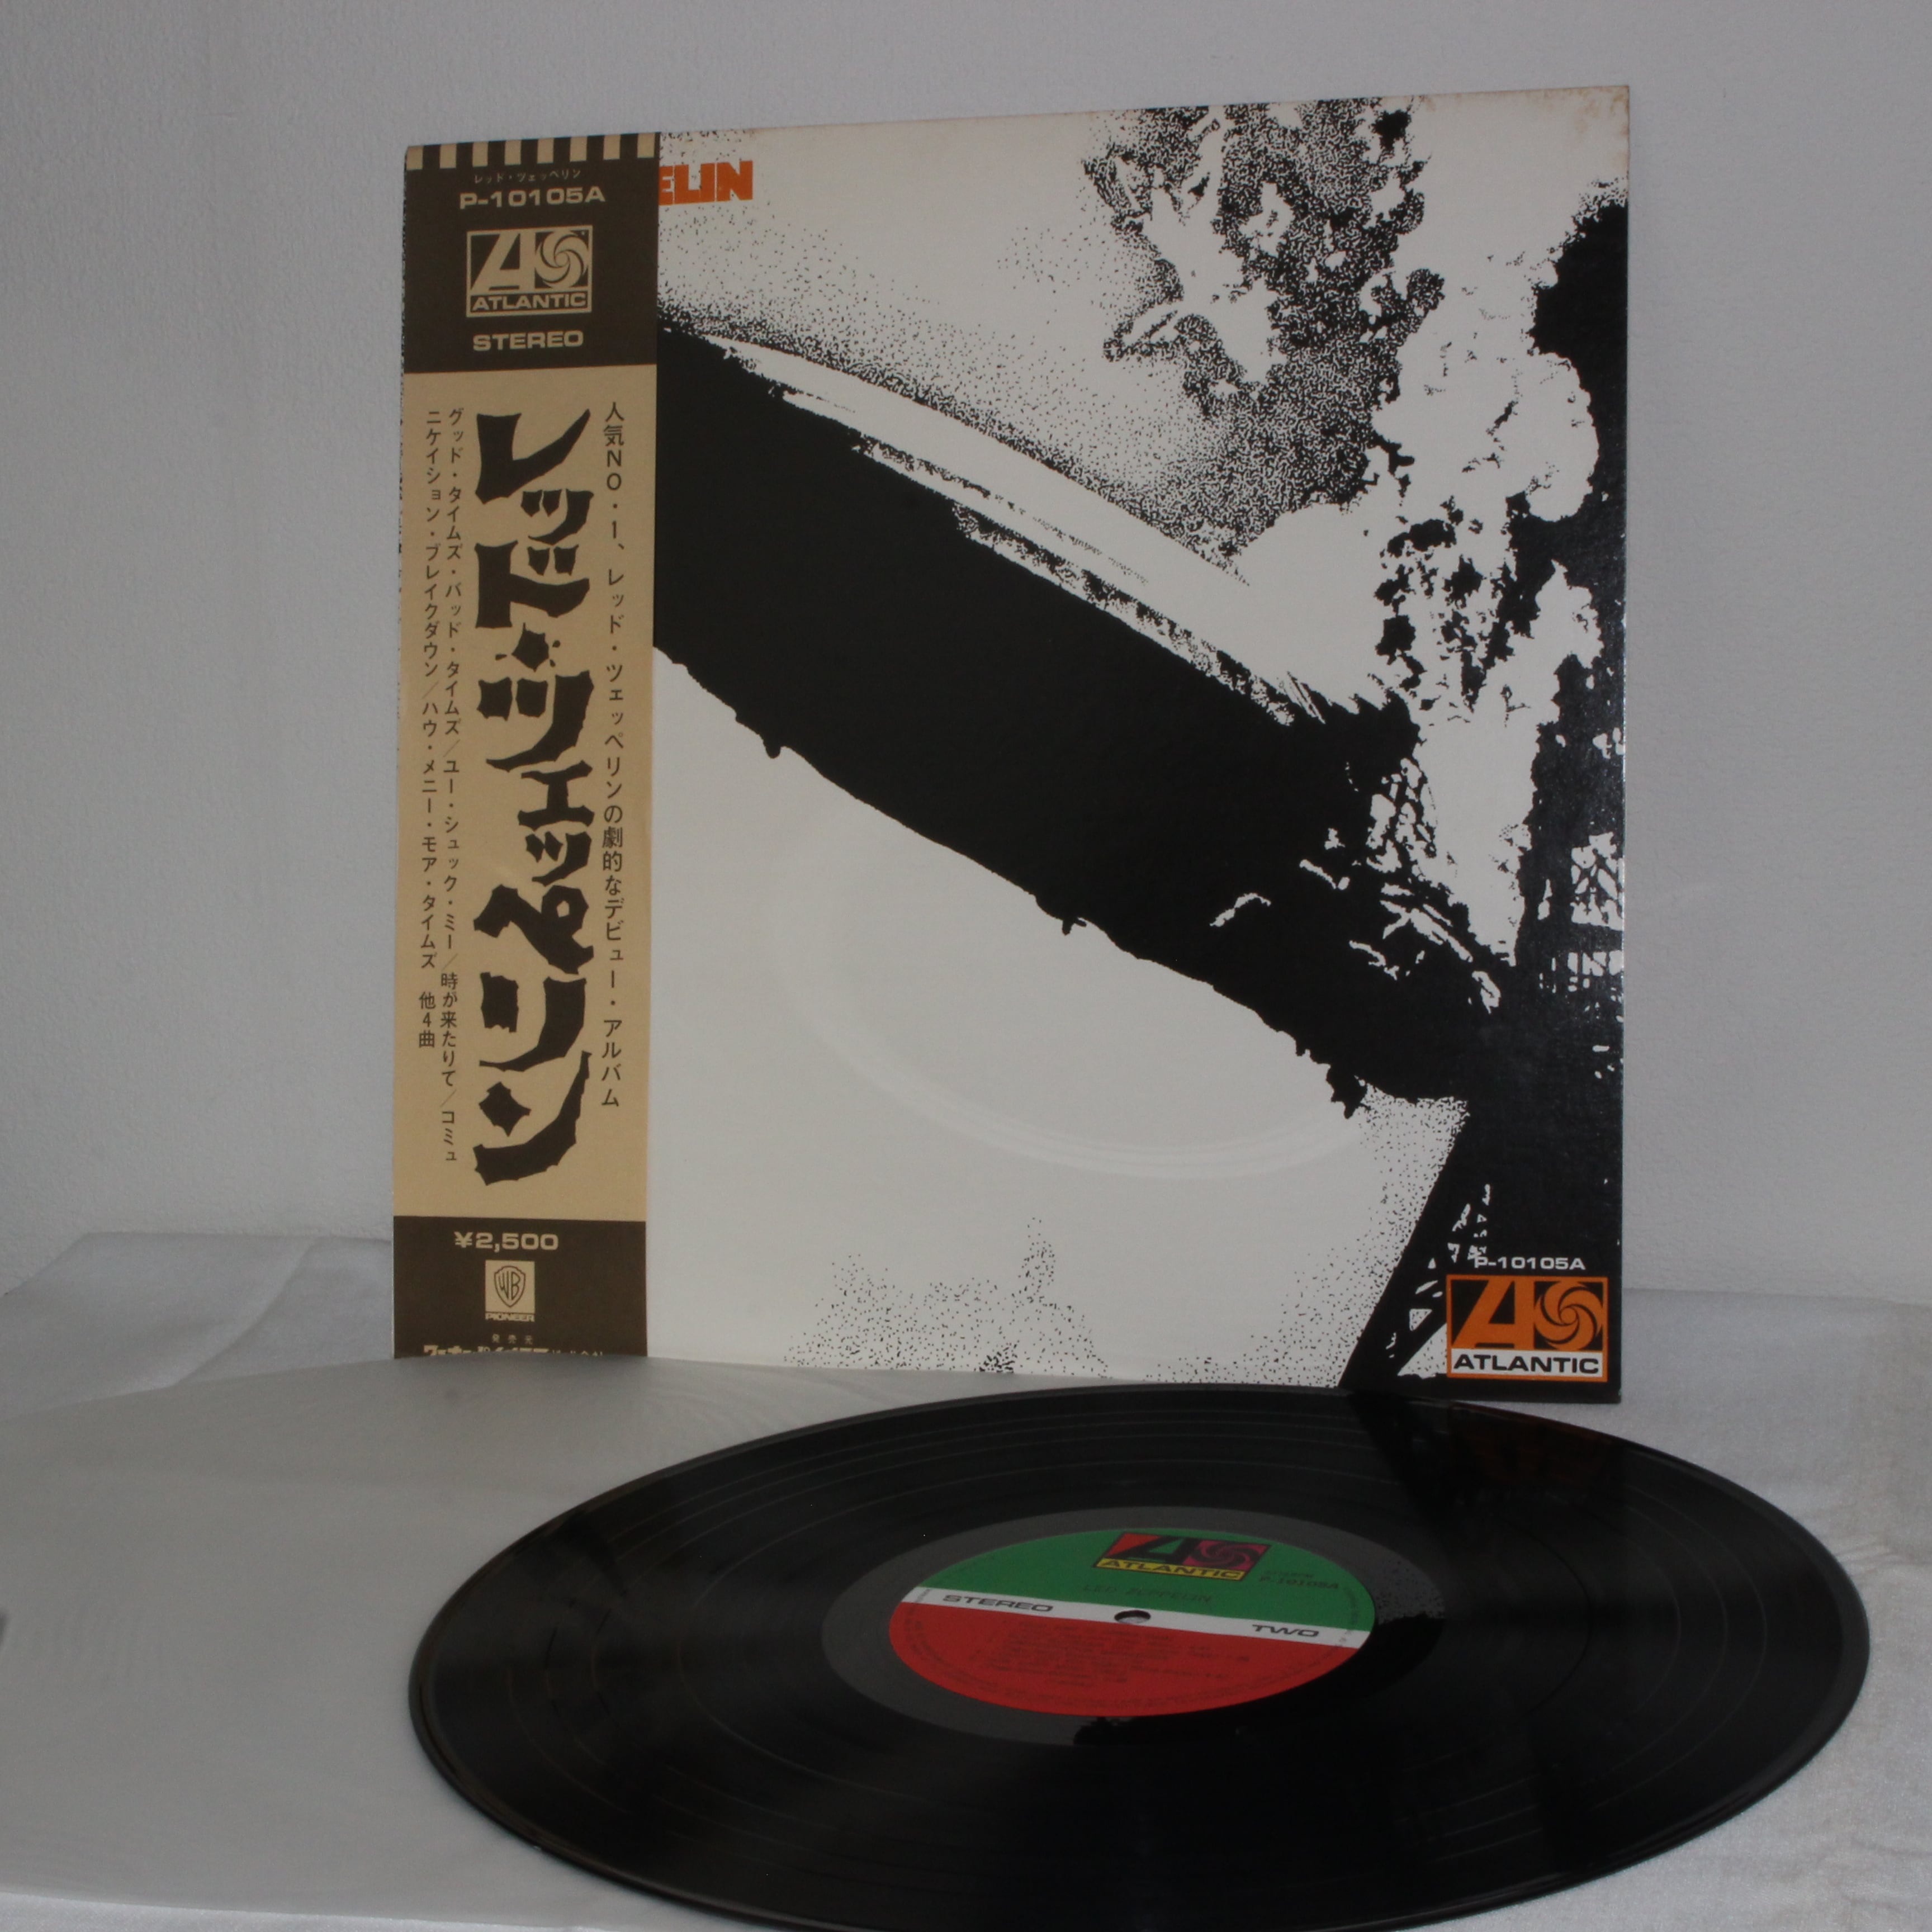 レッド・ツェッペリン
P-10105A
ATLANTIC
STEREO
人気NO・1、レッド・ツェッペリンの劇的なデビュー・アルバム
レッド・ツェッペリン
グッド・タイムズ・バッド・タイムズ／ユー・シュック・ミー／時が来たりて／コミュ
ニケイション・ブレイクダウン／ハウ・メニー・モア・タイムズ 他4曲
¥2,500
WB
PIONEER
発売元
ELIN
P-10105A
ATLANTIC
ATLANTIC
P-10105A
LED ZEPPELIN
STEREO
TWO